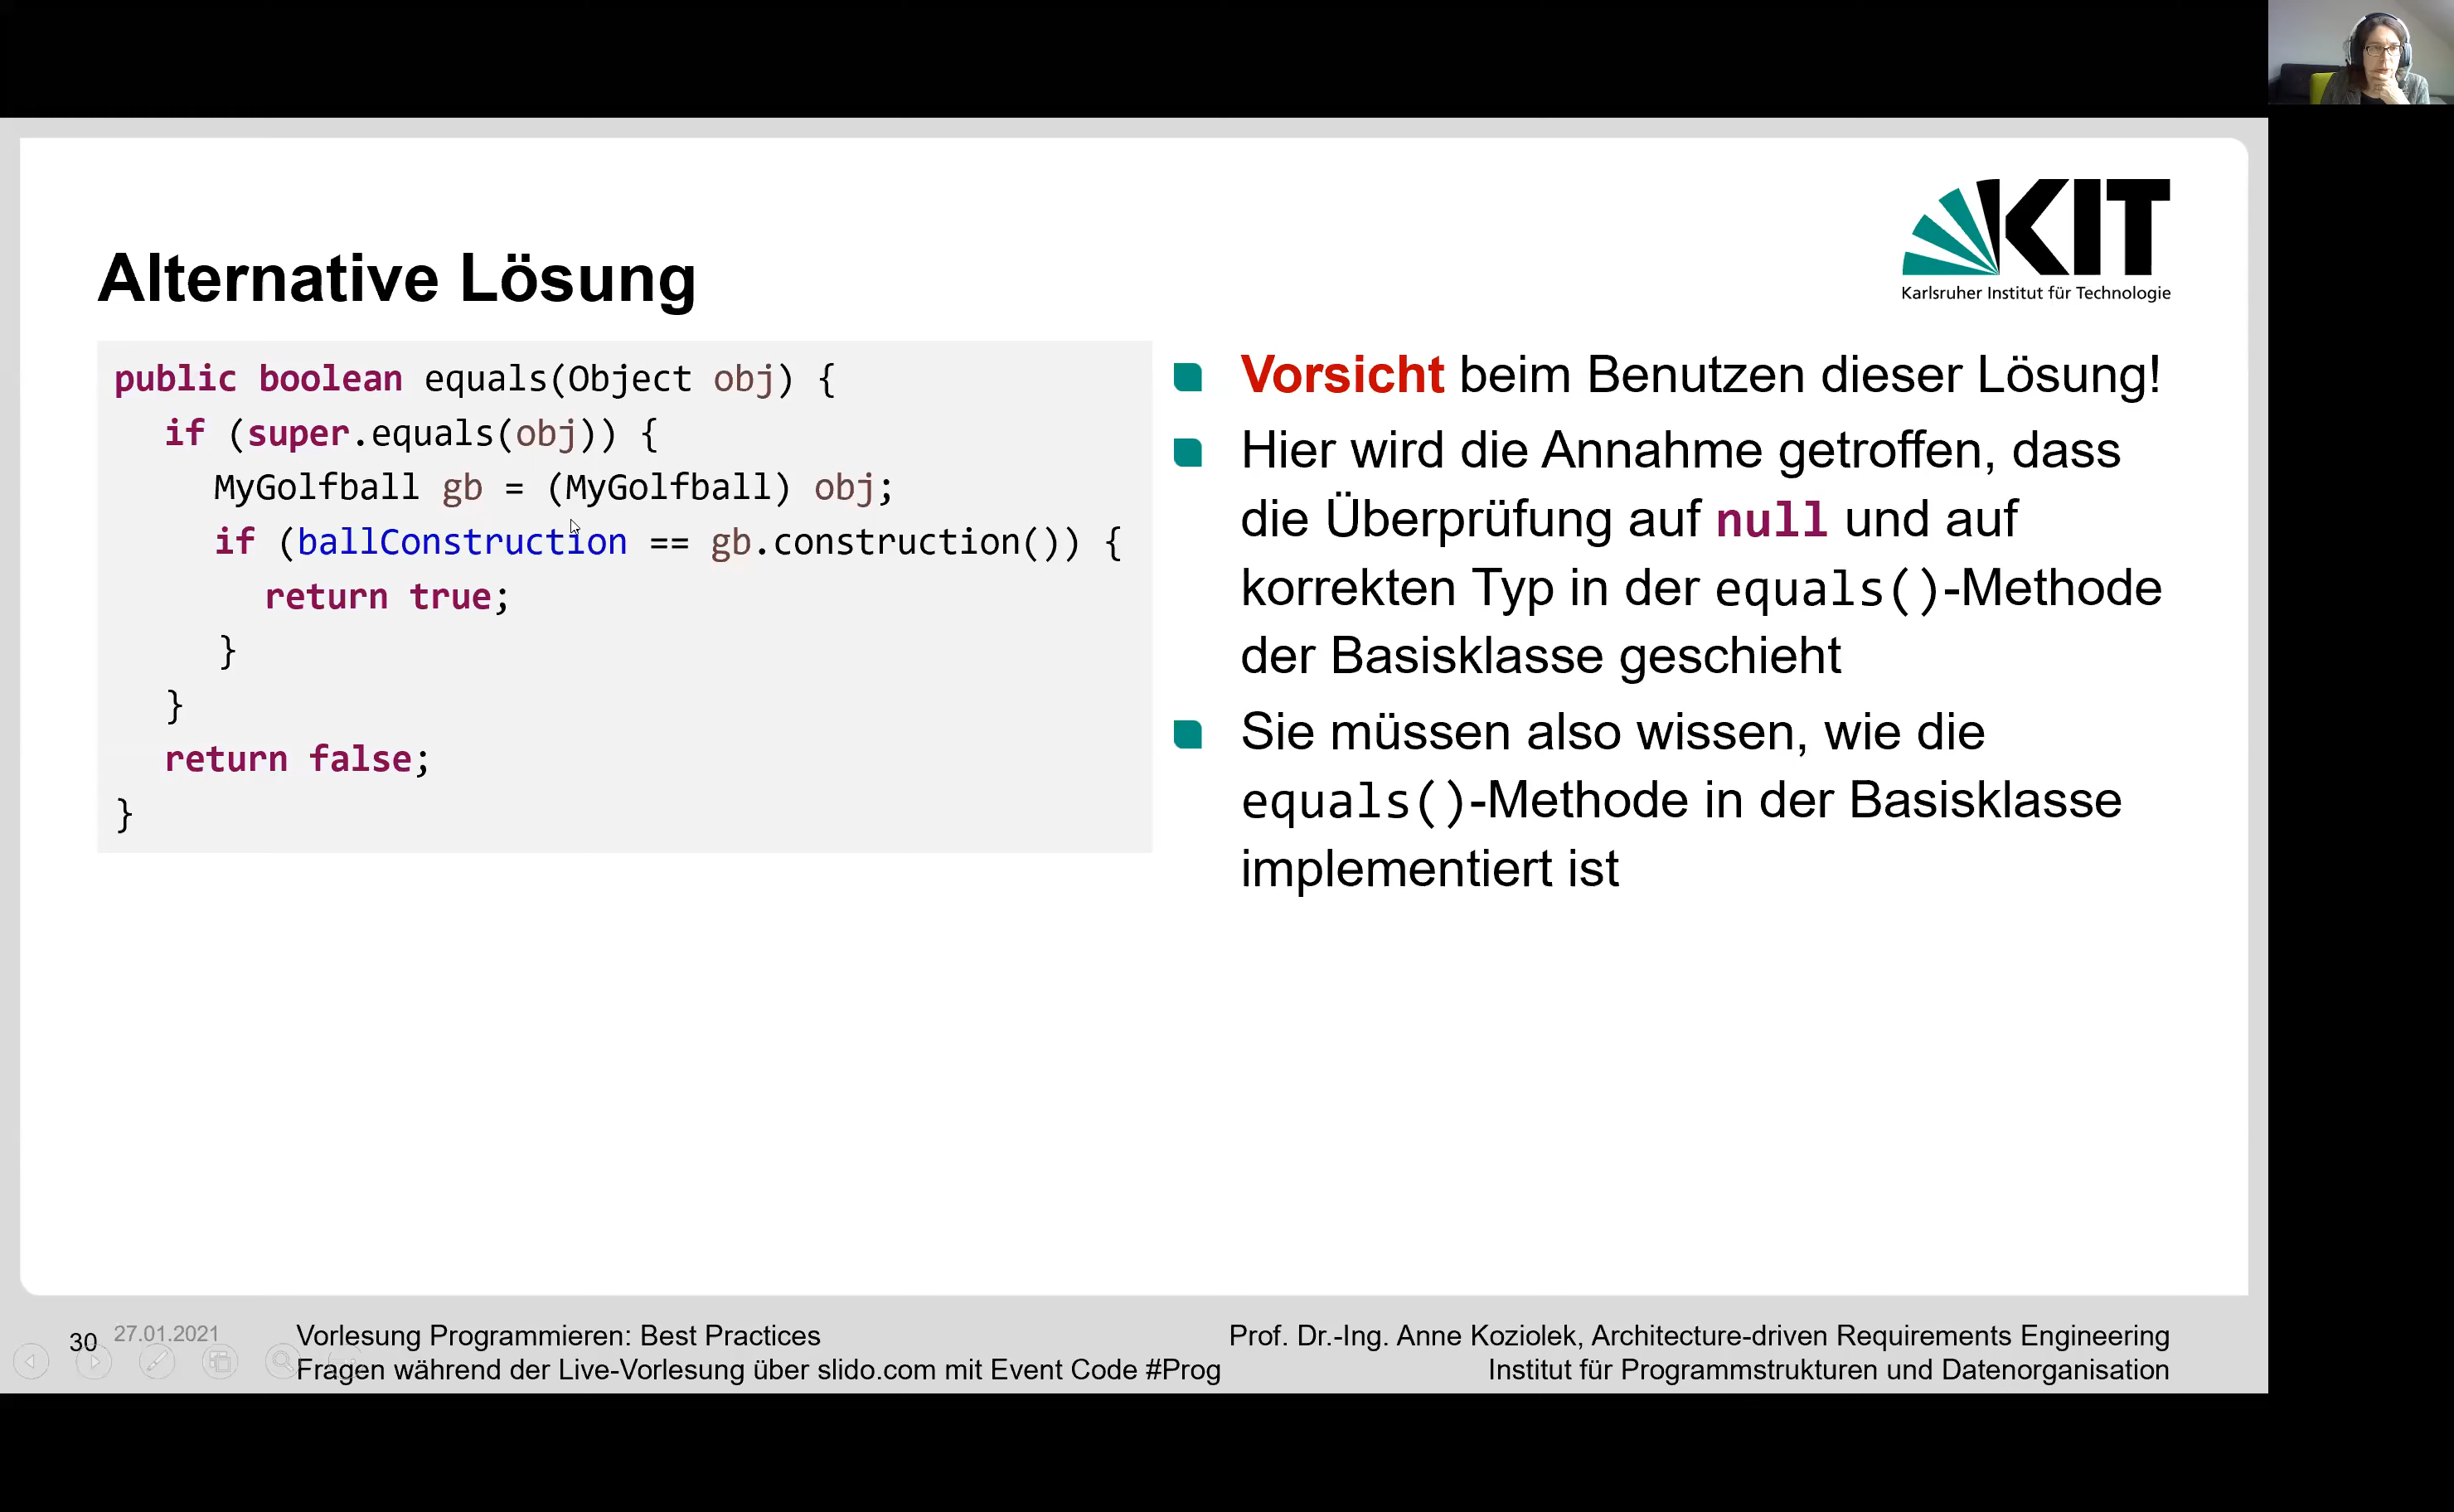 KIT
Karlsruher Institut für Technologie
Alternative Lösung
public boolean equals(Object obj) {
if (super.equals(obj)) {
MyGolfball gb = (MyGolfball) obj;
if (ballConstruction == gb.construction()) {
return true;
}
}
return false;
}
Vorsicht beim Benutzen dieser Lösung!
Hier wird die Annahme getroffen, dass
die Überprüfung auf null und auf
korrekten Typ in der equals()-Methode
der Basisklasse geschieht
Sie müssen also wissen, wie die
equals()-Methode in der Basisklasse
implementiert ist
30
27.01.2021
Vorlesung Programmieren: Best Practices
Fragen während der Live-Vorlesung über slido.com mit Event Code #Prog
Prof. Dr.-Ing. Anne Koziolek, Architecture-driven Requirements Engineering
Institut für Programmstrukturen und Datenorganisation